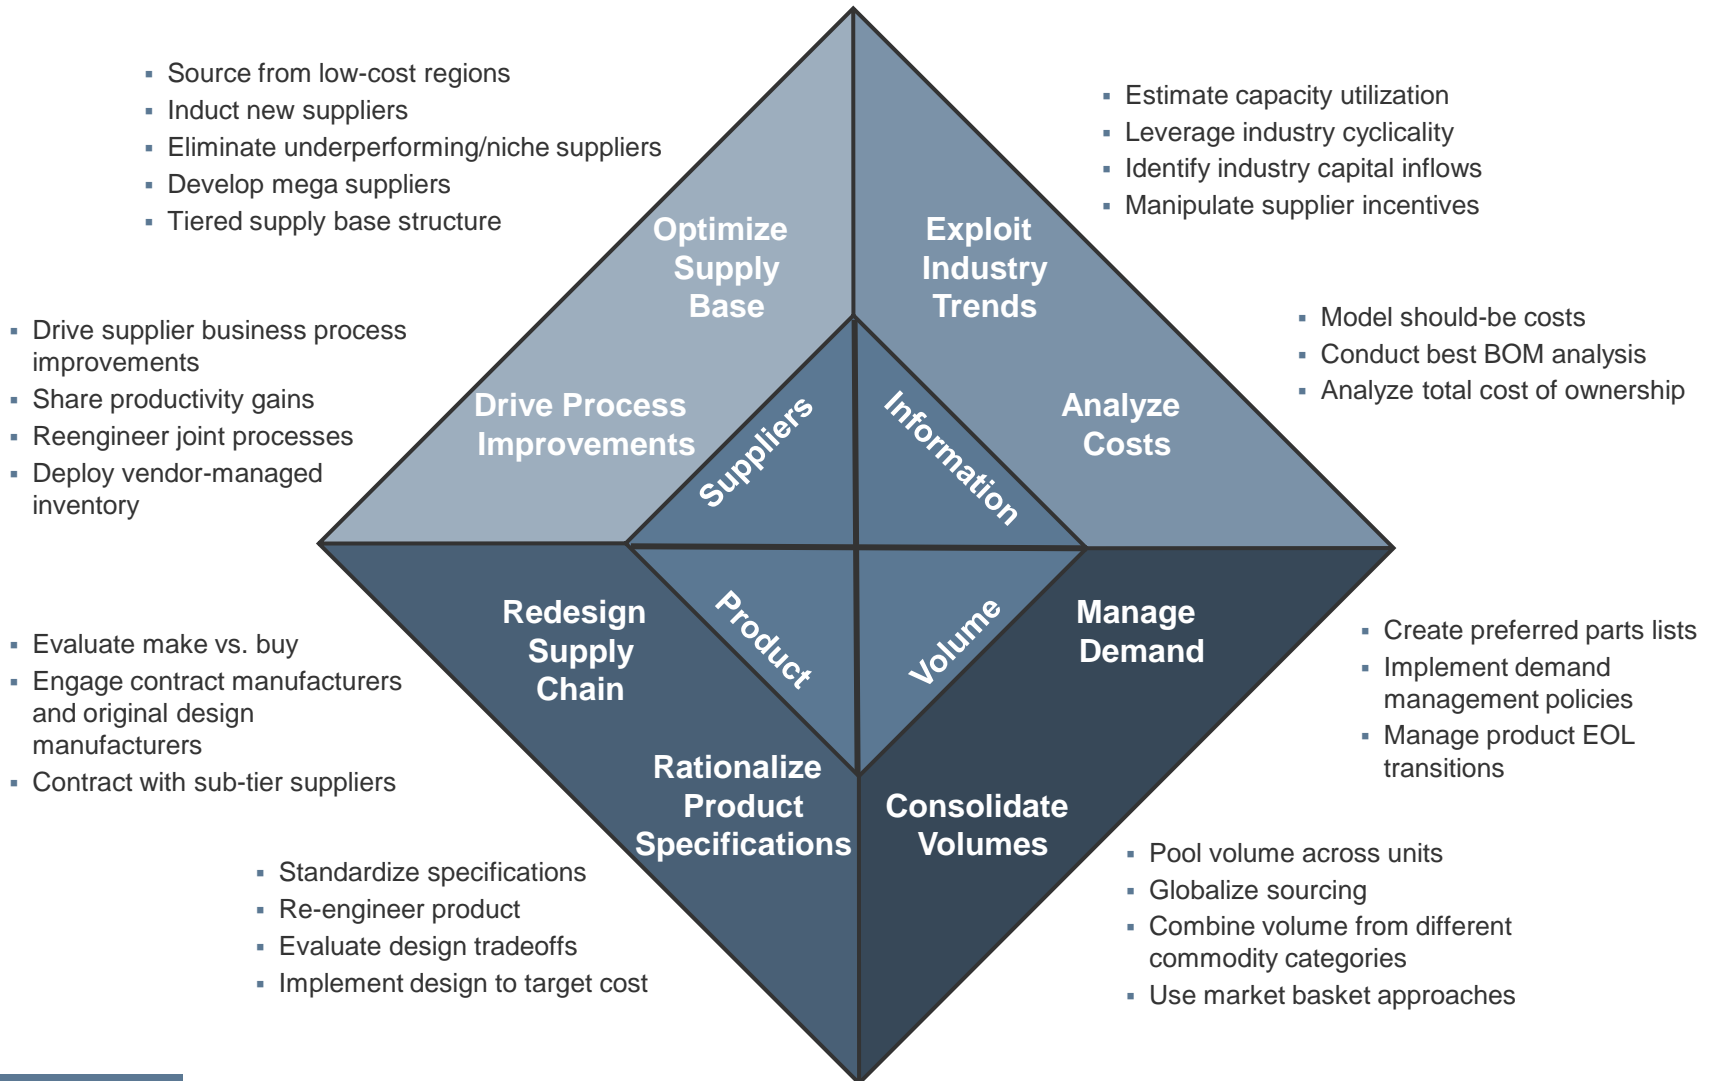 Source from low-cost regions
Induct new suppliers
Eliminate underperforming/niche suppliers
Develop mega suppliers
Tiered supply base structure
Estimate capacity utilization
Leverage industry cyclicality
Identify industry capital inflows
Manipulate supplier incentives
Optimize
Supply
Base
Exploit
Industry
Trends
Drive supplier business process
improvements
Share productivity gains
Reengineer joint processes
Deploy vendor-managed
inventory
Drive Process
Improvements
Suppliers
Information
Analyze
Costs
Model should-be costs
Conduct best BOM analysis
Analyze total cost of ownership
Evaluate make vs. buy
Engage contract manufacturers
and original design
manufacturers
Contract with sub-tier suppliers
Redesign
Supply
Chain
Product
Volume
Manage
Demand
Create preferred parts lists
Implement demand
management policies
Manage product EOL
transitions
Rationalize
Product
Specifications
Consolidate
Volumes
Standardize specifications
Re-engineer product
Evaluate design tradeoffs
Implement design to target cost
Pool volume across units
Globalize sourcing
Combine volume from different
commodity categories
Use market basket approaches